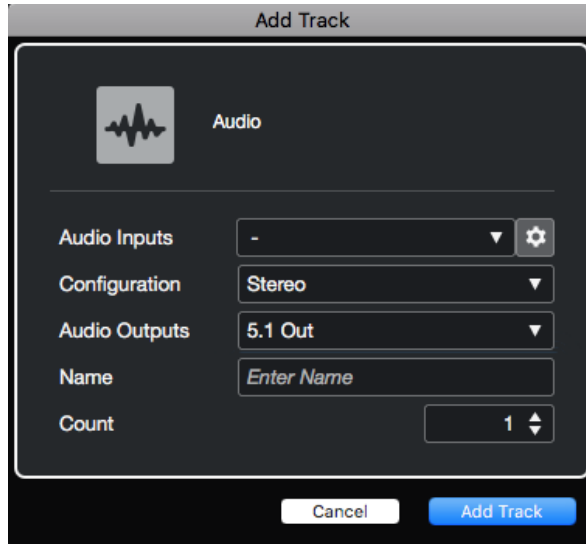 Add Track
Audio
Audio Inputs -
Configuration Stereo
Audio Outputs 5.1 Out
Name Enter Name
Count 1
Cancel Add Track